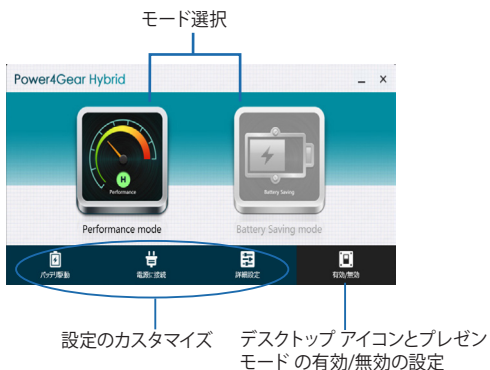 モード選択
Power4Gear Hybrid
H
Performance
Battery Saving
Performance mode
Battery Saving mode
バッテリ駆動
電源に接続
詳細設定
有効/無効
設定のカスタマイズ
デスクトップ アイコンとプレゼン
モード の有効/無効の設定